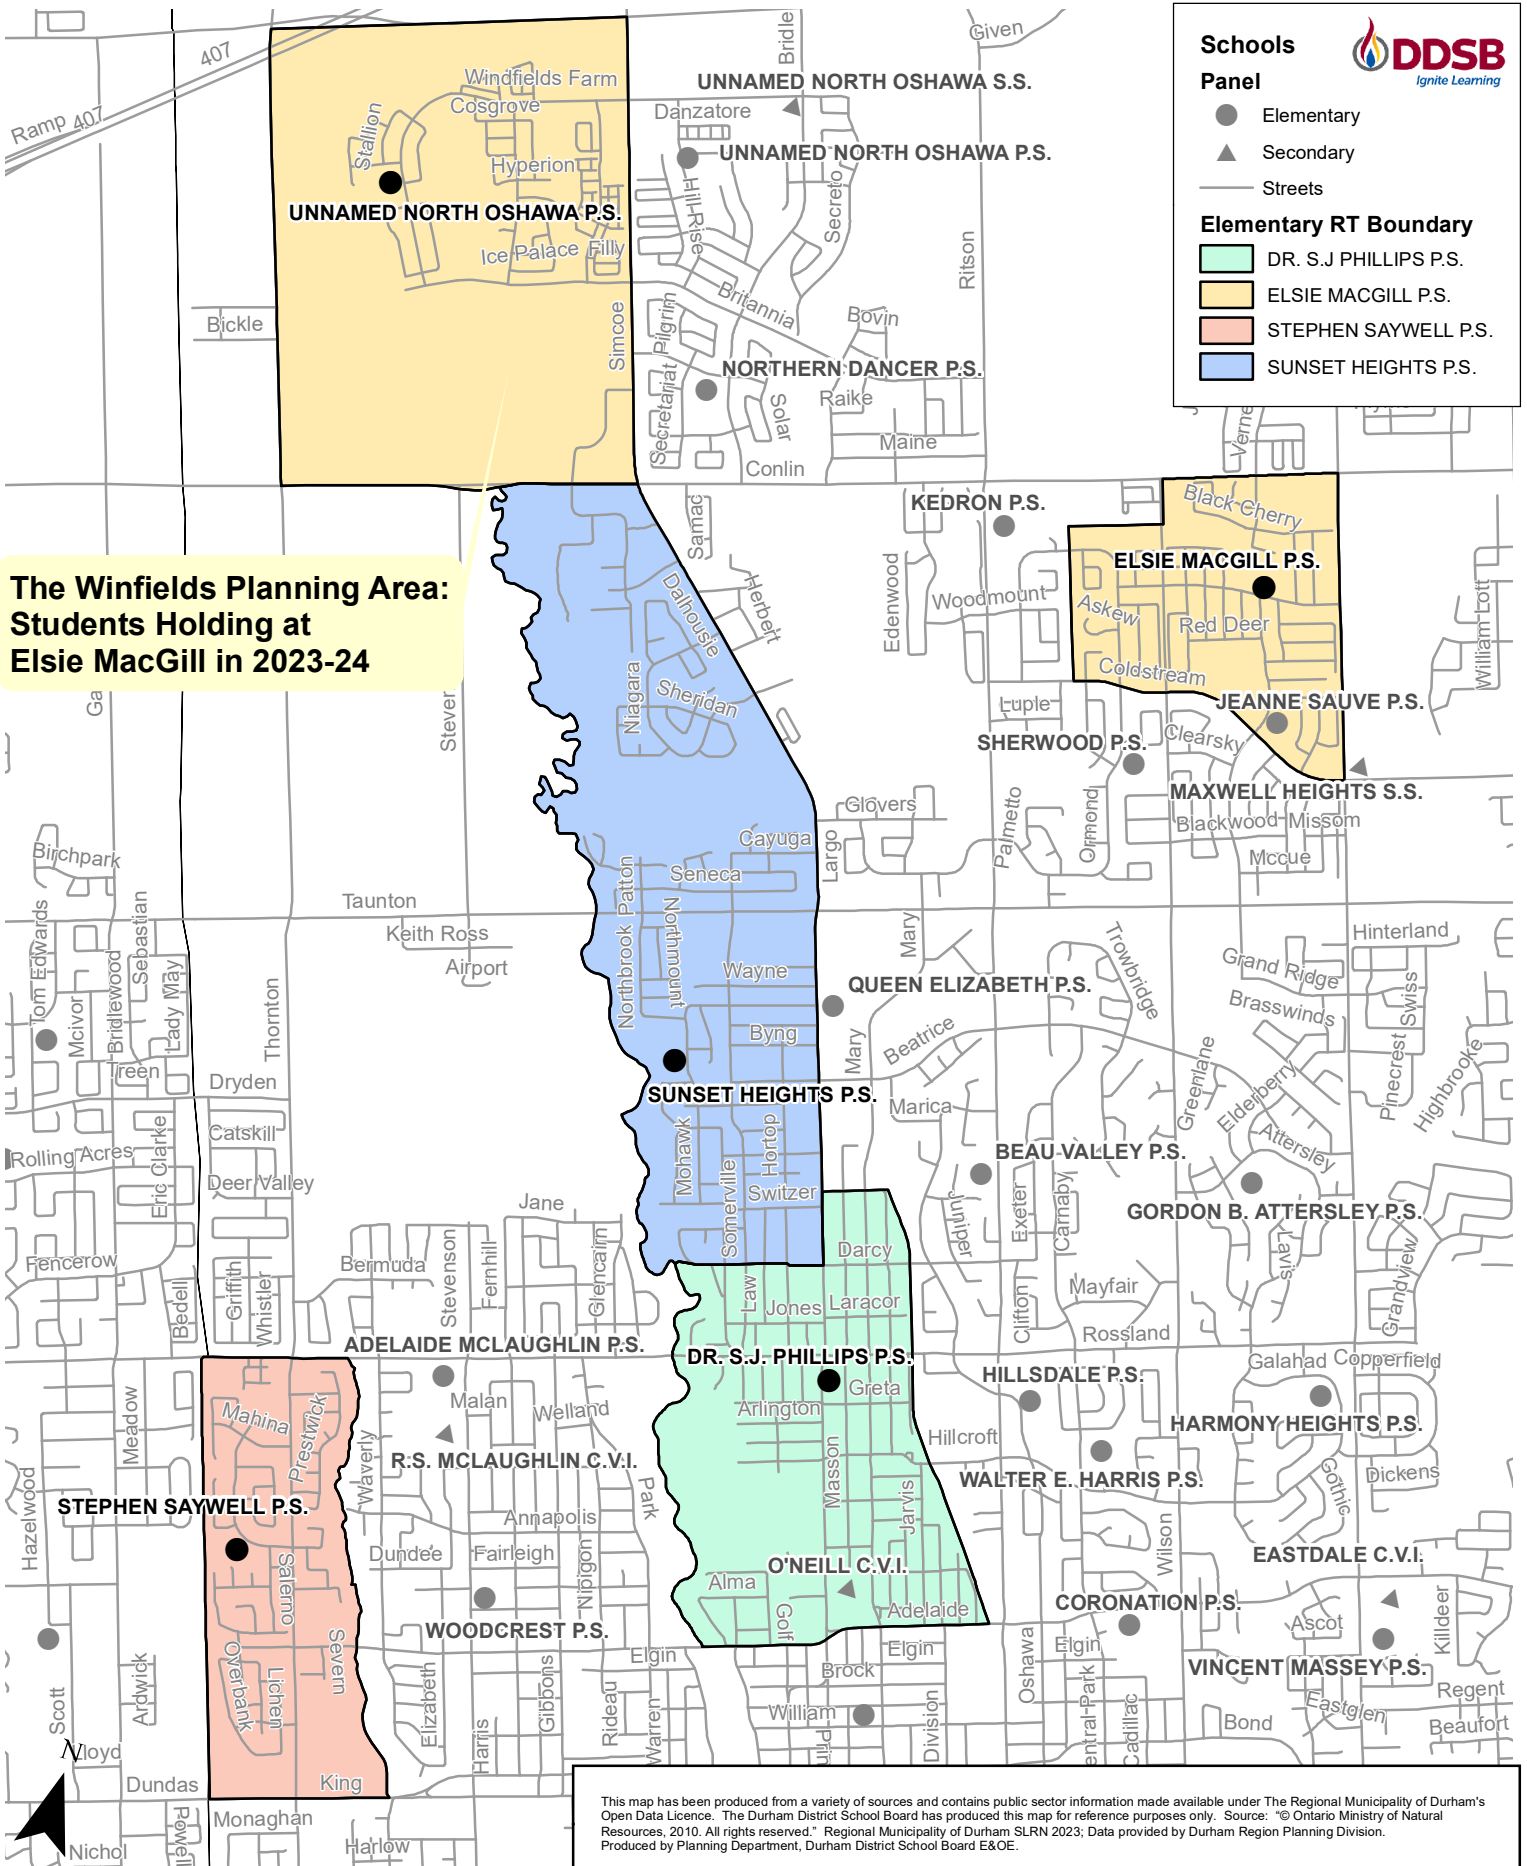 Schools
DDSB
Ignite Learning
Panel
Elementary
Secondary
Streets
Elementary RT Boundary
DR. S.J PHILLIPS P.S.
ELSIE MACGILL P.S.
STEPHEN SAYWELL P.S.
SUNSET HEIGHTS P.S.
407
Ramp 407
Bridle
Given
Windfields Farm
Cosgrove
UNNAMED NORTH OSHAWA S.S.
Danzatore
Stallion
Hyperion
UNNAMED NORTH OSHAWA P.S.
UNNAMED NORTH OSHAWA P.S.
Hill Rise
Secreto
Ice Palace
Filly
Ritson
Bickle
Simcoe
Pilgrim
Britannia
Bovin
NORTHERN DANCER P.S.
Secretariat
Solar
Raike
Maine
Conlin
Verne
Samac
KEDRON P.S.
Black Cherry
ELSIE MACGILL P.S.
The Winfields Planning Area:
Students Holding at
Elsie MacGill in 2023-24
Dalhousie
Herbert
Edenwood
Woodmount
Askew
Red Deer
Coldstream
William Lott
Ga
Stever
Niagara
Sheridan
Luple
JEANNE SAUVE P.S.
SHERWOOD P.S.
Clearsky
MAXWELL HEIGHTS S.S.
Glovers
Palmetto
Ormond
Blackwood
Missom
Mccue
Birchpark
Cayuga
Largo
Patton
Seneca
Taunton
Keith Ross
Airport
Tom Edwards
Sebastian
Northbrook
Northmount
Mary
Trowbridge
Hinterland
Grand Ridge
Swiss
Mcivor
Bridlewood
Lady May
Thornton
Wayne
QUEEN ELIZABETH P.S.
Brasswinds
Byng
Mary
Beatrice
Treen
Dryden
SUNSET HEIGHTS P.S.
Marica
Greenlane
Elderberry
Pinecrest
Highbrooke
Rolling Acres
Eric Clarke
Catskill
Mohawk
Hortop
Attersley
BEAU VALLEY P.S.
Deer Valley
Jane
Somerville
Switzer
Juniper
Exeter
Carnaby
GORDON B. ATTERSLEY P.S.
Fencerow
Bermuda
Stevenson
Fernhill
Glencairn
Darcy
Lavis
Grandview
Bedell
Griffith
Whistler
Law
Jones
Laracor
Clifton
Mayfair
Rossland
ADELAIDE MCLAUGHLIN P.S.
DR. S.J. PHILLIPS P.S.
HILLSDALE P.S.
Galahad
Copperfield
Meadow
Mahina
Prestwick
Malan
Welland
Greta
Arlington
HARMONY HEIGHTS P.S.
Waverly
R.S. MCLAUGHLIN C.V.I.
Hillcroft
Hazelwood
Park
Masson
Jarvis
WALTER E. HARRIS P.S.
Gothic
Dickens
STEPHEN SAYWELL P.S.
Annapolis
Salerno
Dundee
Fairleigh
Nipigon
O'NEILL C.V.I.
Wilson
EASTDALE C.V.I.
Alma
Golf
Adelaide
CORONATION P.S.
Ascot
Killdeer
WOODCREST P.S.
Overbank
Severn
Elgin
Elgin
Oshawa
Elgin
Scott
Ardwick
Lichen
Elizabeth
Harris
Gibbons
Rideau
Warren
Brock
VINCENT MASSEY P.S.
William
Division
entral Park
Cadillac
Bond
Eastglen
Regent
Beaufort
N
lloyd
Dundas
King
Monaghan
Powell
Nichol
Harlow
This map has been produced from a variety of sources and contains public sector information made available under The Regional Municipality of Durham's
Open Data Licence. The Durham District School Board has produced this map for reference purposes only. Source: “© Ontario Ministry of Natural
Resources, 2010. All rights reserved.” Regional Municipality of Durham SLRN 2023; Data provided by Durham Region Planning Division.
Produced by Planning Department, Durham District School Board E&OE.